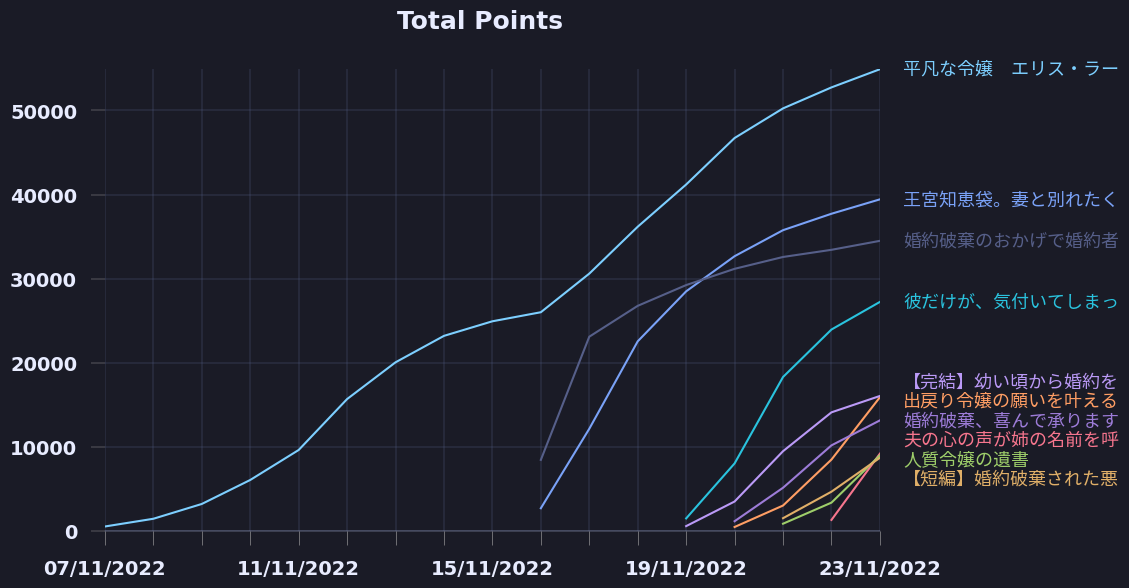 Total Points
平凡な令嬢　エリス・ラー
50000
40000
王宮知恵袋。妻と別れたく
婚約破棄のおかげで婚約者
30000
彼だけが、気付いてしまっ
20000
【完結】幼い頃から婚約を
出戻り令嬢の願いを叶える
婚約破棄、喜んで承ります
夫の心の声が姉の名前を呼
10000
人質令嬢の遺書
【短編】婚約破棄された悪
0
07/11/2022 11/11/2022 15/11/2022 19/11/2022 23/11/2022